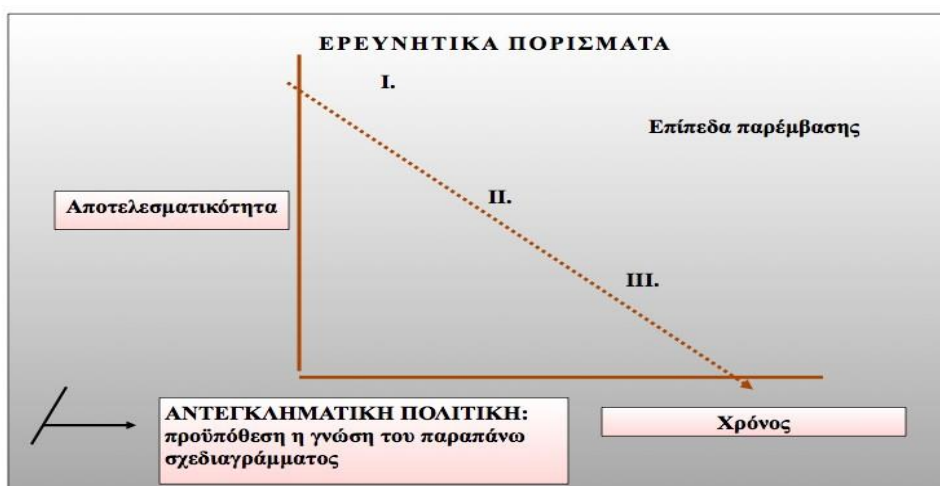 ΕΡΕΥΝΗΤΙΚΑ ΠΟΡΙΣΜΑΤΑ
I.
Επίπεδα παρέμβασης
Αποτελεσματικότητα
II.
III.
ΑΝΤΕΓΚΛΗΜΑΤΙΚΗ ΠΟΛΙΤΙΚΗ:
προϋπόθεση η γνώση του παραπάνω
σχεδιαγράμματος
Χρόνος